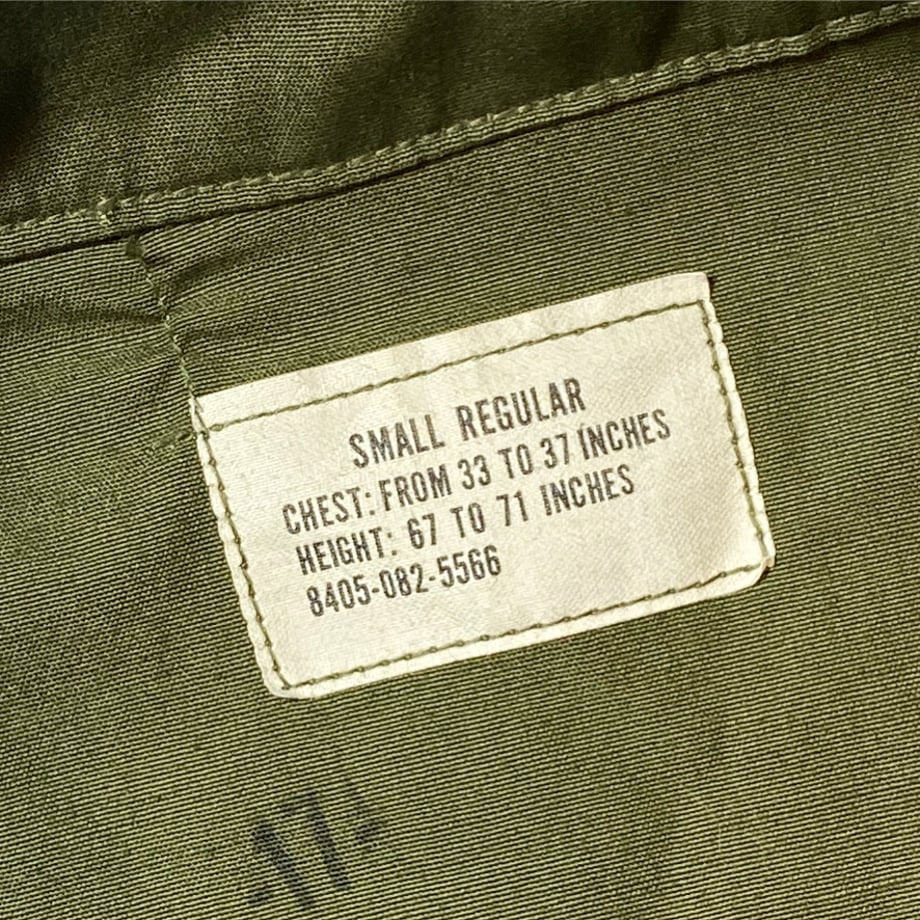 SMALL REGULAR
CHEST: FROM 33 TO 37 INCHES
HEIGHT: 67 TO 71 INCHES
8405-082-5566